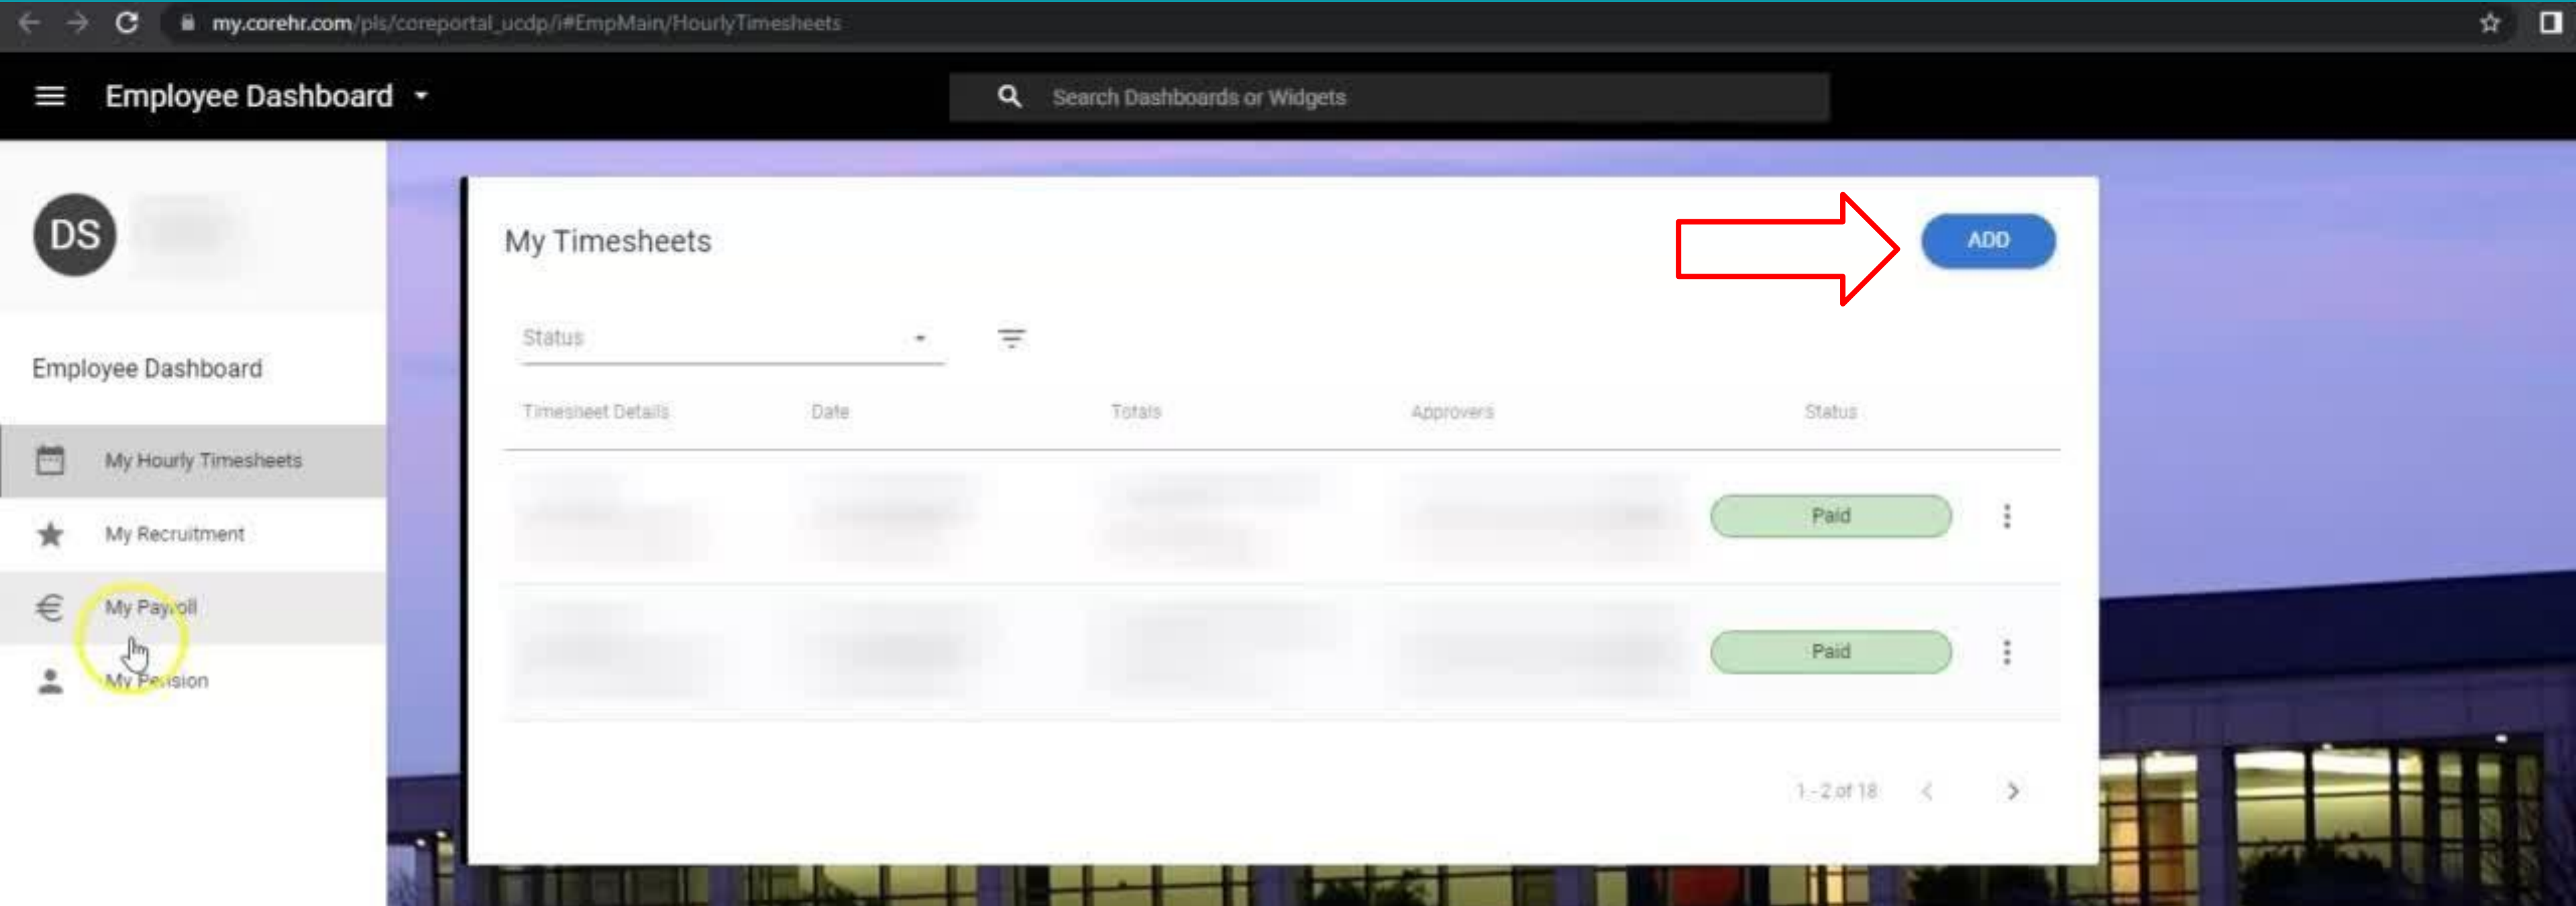 my.corehr.com/pls/coreportal_ucdp/i#EmpMain/HourlyTimesheets
Employee Dashboard
Search Dashboards or Widgets
DS
My Timesheets
ADD
Status
Employee Dashboard
Timesheet Details Date Totals Approvers Status
My Hourly Timesheets
Paid
My Recruitment
My Payroll
Paid
My Pension
1 - 2 of 18